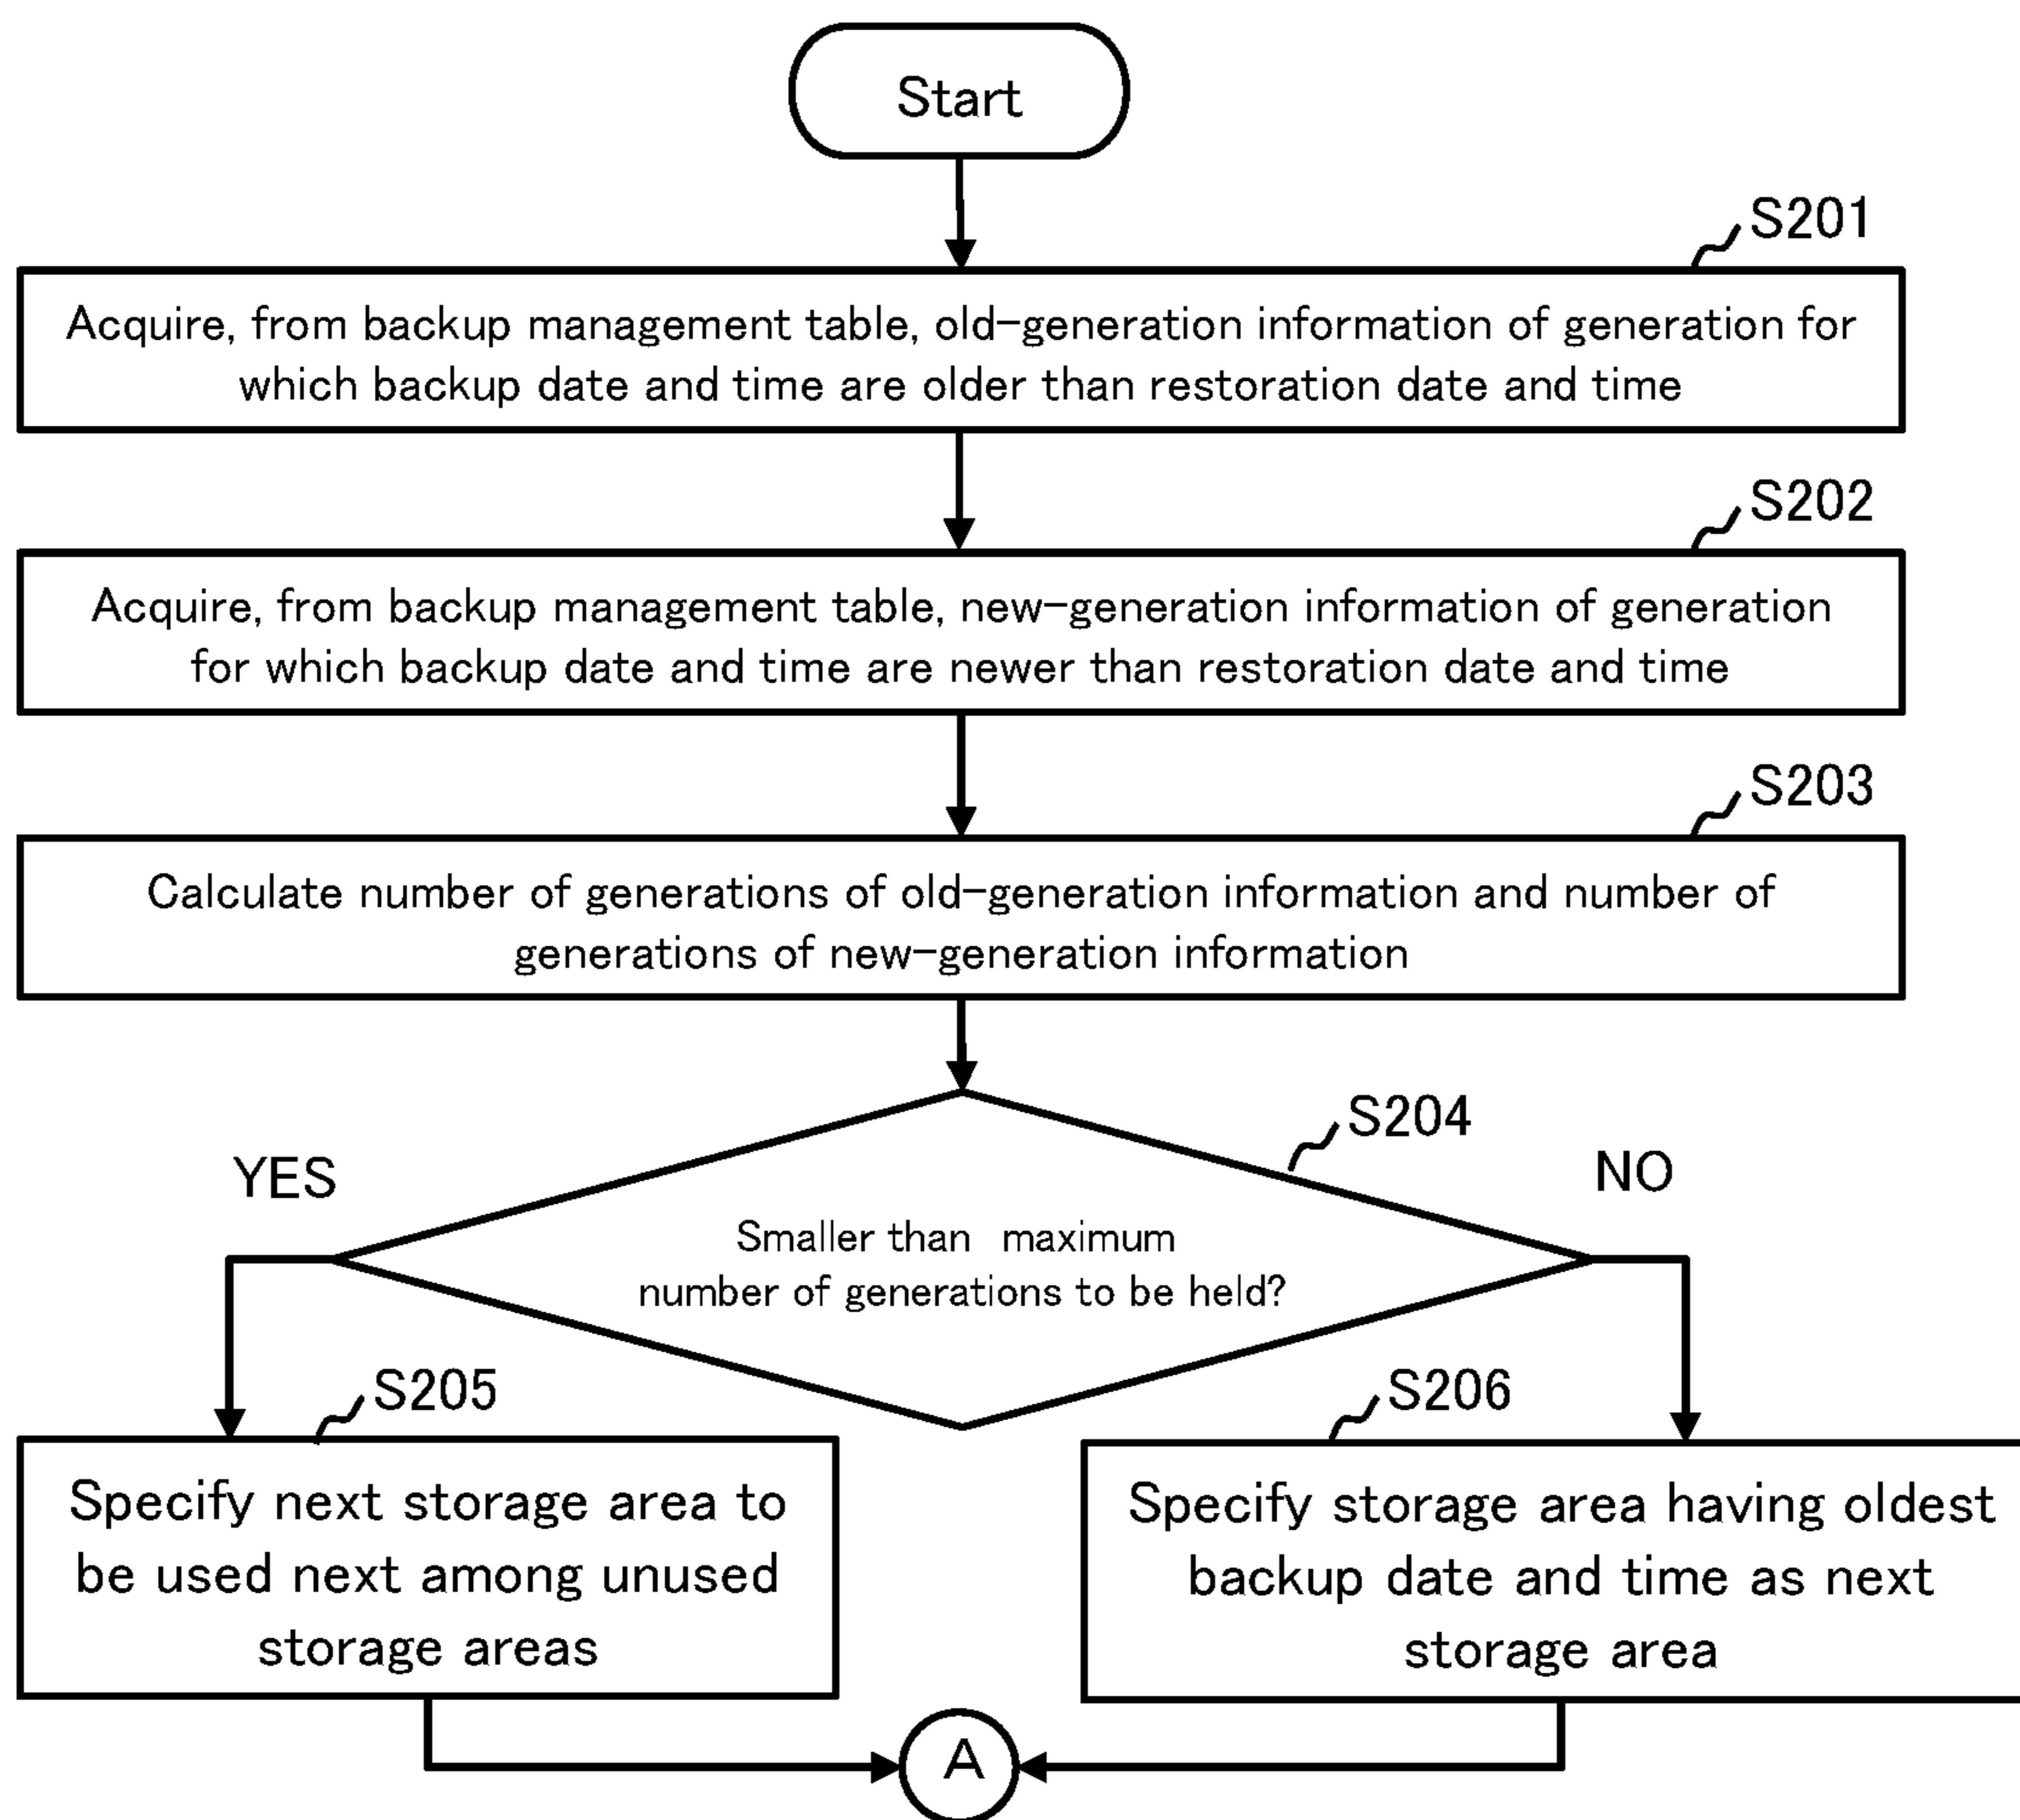 Start
S201
Acquire, from backup management table, old-generation information of generation for
which backup date and time are older than restoration date and time
S202
Acquire, from backup management table, new-generation information of generation
for which backup date and time are newer than restoration date and time
S203
Calculate number of generations of old-generation information and number of
generations of new-generation information
S204
YES
NO
Smaller than maximum
number of generations to be held?
S205
S206
Specify next storage area to
be used next among unused
storage areas
Specify storage area having oldest
backup date and time as next
storage area
A